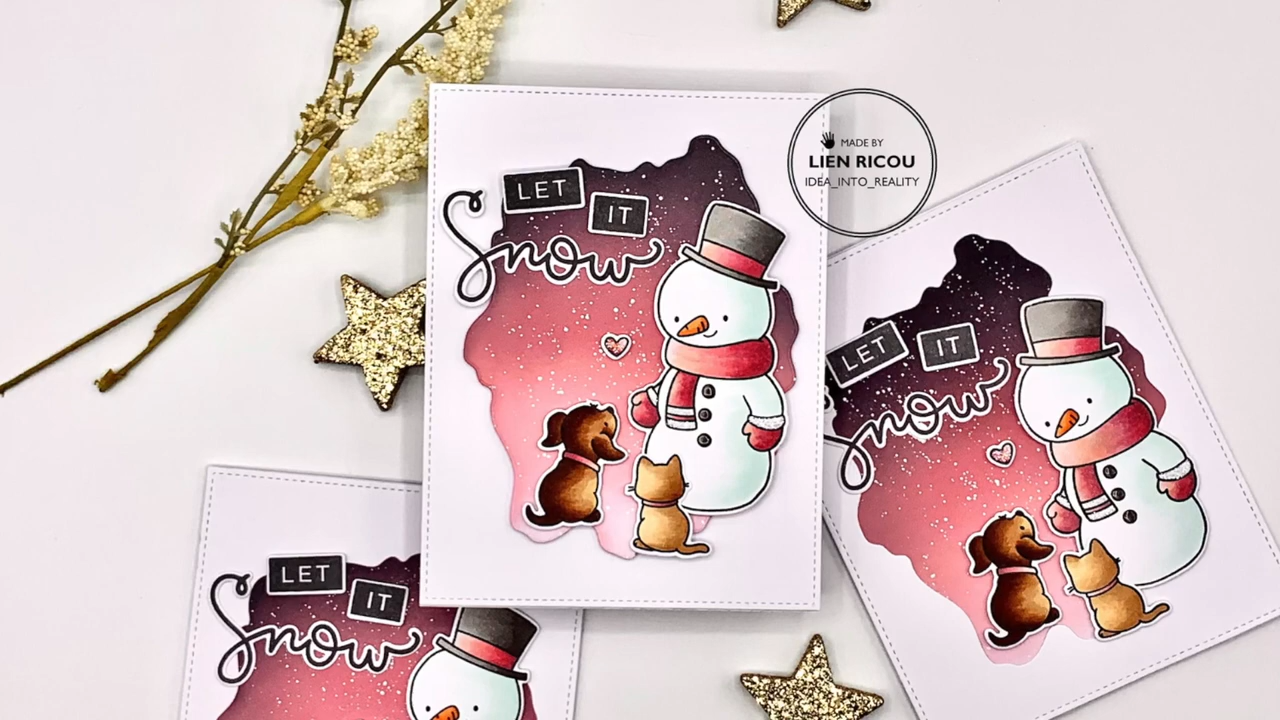 LET
IT
Snow
MADE BY
LIEN RICOU
IDEA_INTO_REALITY
LET
IT
Snow
LET
IT
Snow